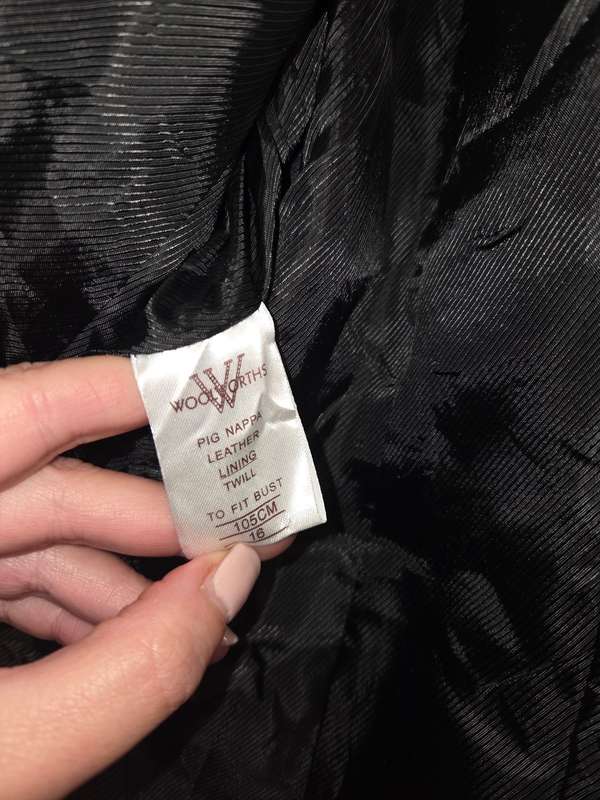 W
WOOLWORTHS
PIG NAPPA
LEATHER
LINING
TWILL
TO FIT BUST
105CM
16